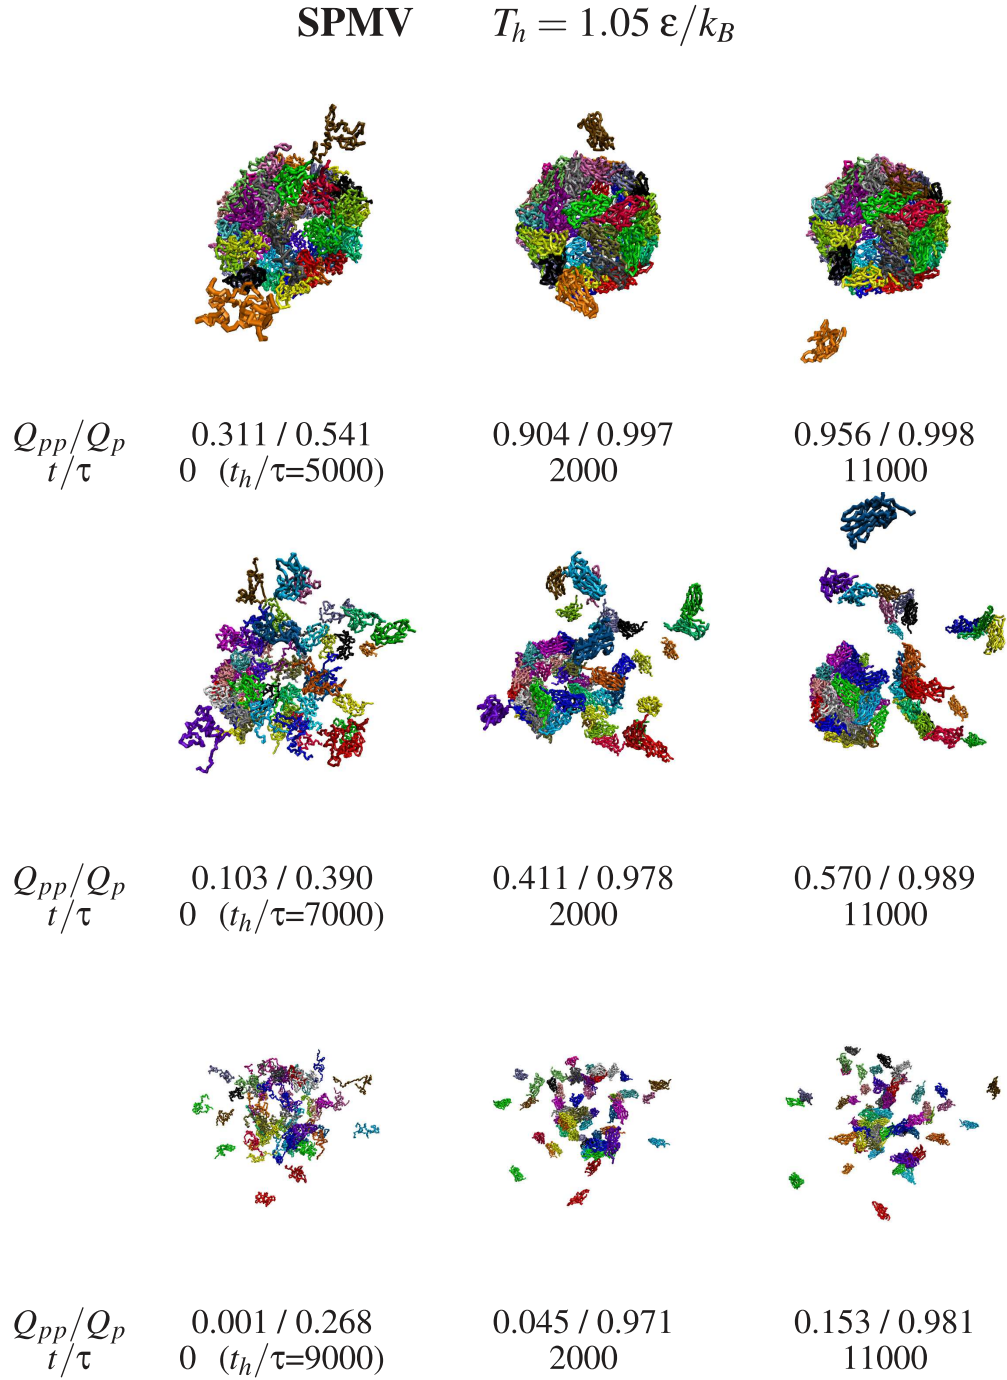 SPMV T_h = 1.05 ε/k_B
Q_pp/Q_p 0.311 / 0.541 0.904 / 0.997 0.956 / 0.998
t/τ 0 (t_h/τ=5000) 2000 11000
Q_pp/Q_p 0.103 / 0.390 0.411 / 0.978 0.570 / 0.989
t/τ 0 (t_h/τ=7000) 2000 11000
Q_pp/Q_p 0.001 / 0.268 0.045 / 0.971 0.153 / 0.981
t/τ 0 (t_h/τ=9000) 2000 11000